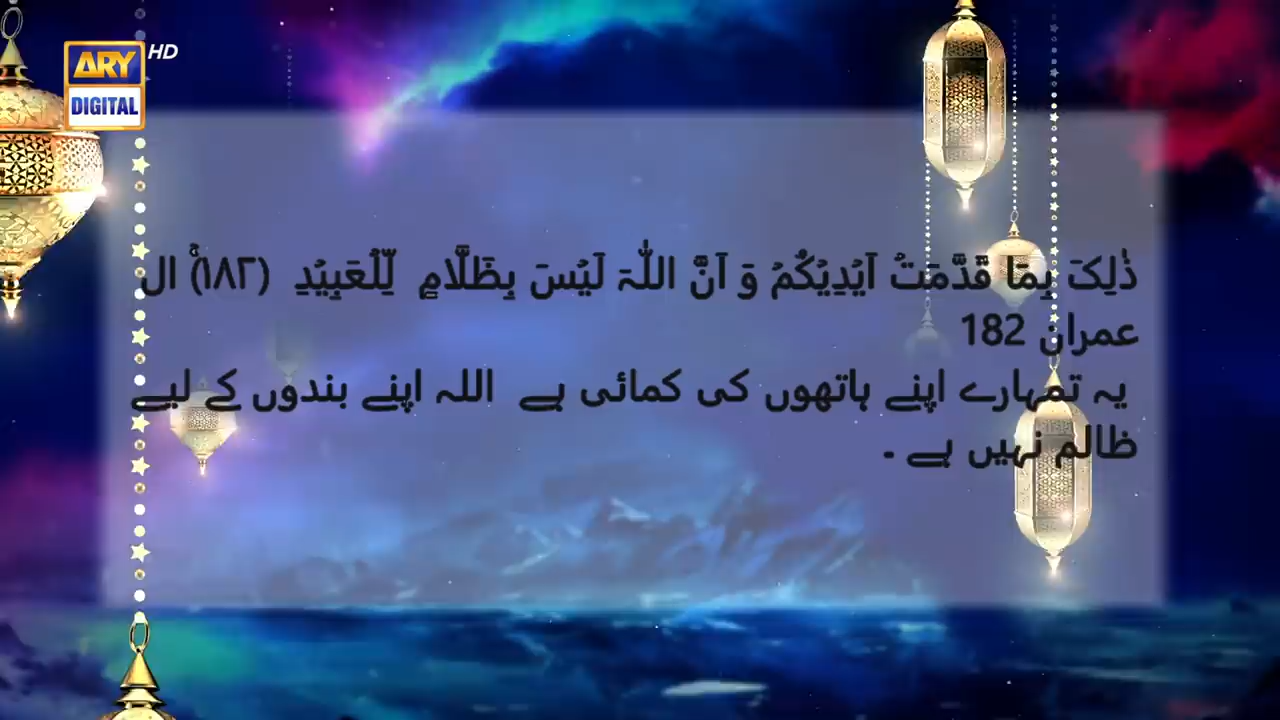 ARY
DIGITAL
HD
ذٰلِکَ بِمَا قَدَّمَتۡ اَیۡدِیۡکُمۡ وَ اَنَّ اللّٰہَ لَیۡسَ بِظَلَّامٍ لِّلۡعَبِیۡدِ (۱۸۲)ۚ ال
عمران 182
یہ تمہارے اپنے ہاتھوں کی کمائی ہے اللہ اپنے بندوں کے لیے
ظالم نہیں ہے ۔